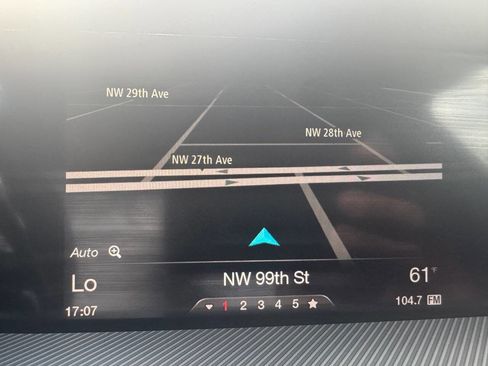 NW 29th Ave
NW 28th Ave
NW 27th Ave
Auto
Lo
NW 99th St
61°F
17:07
1 2 3 4 5
104.7 FM